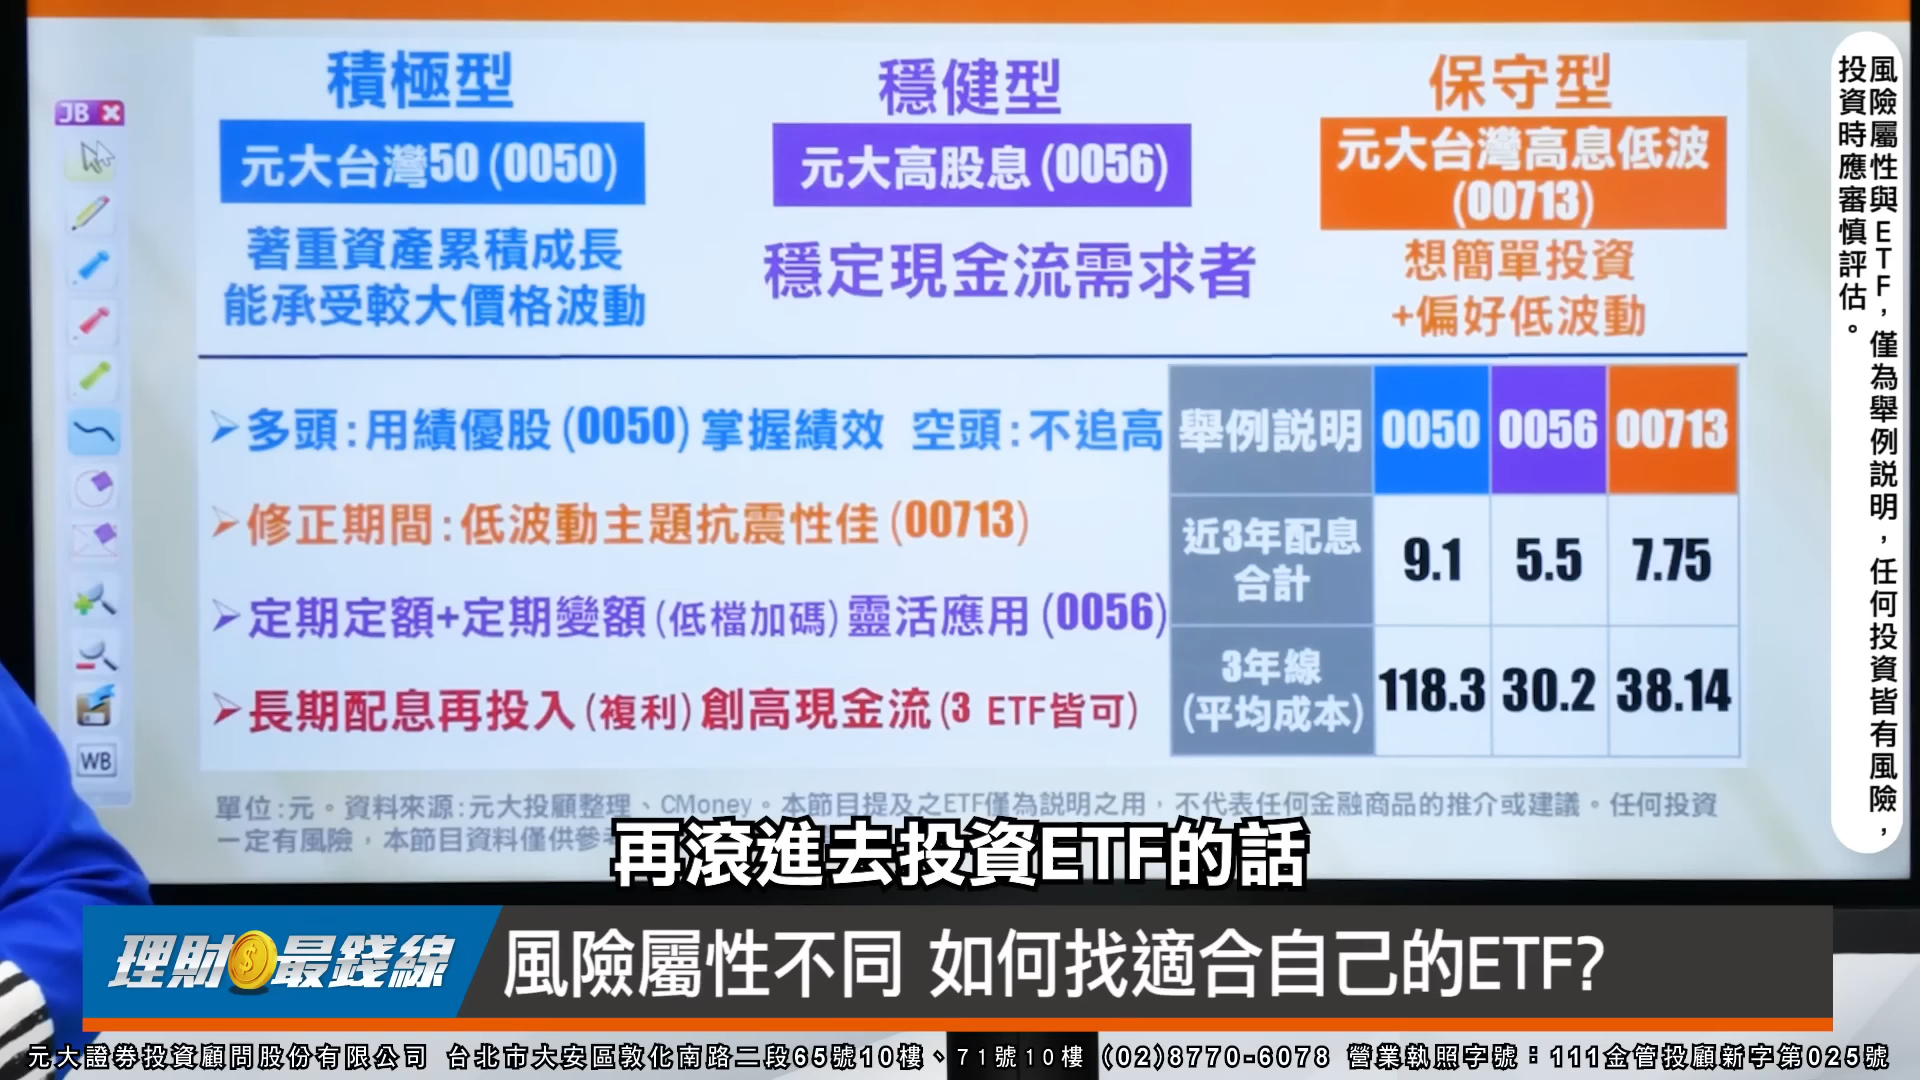 積極型
元大台灣50 (0050)
著重資產累積成長
能承受較大價格波動
穩健型
元大高股息 (0056)
穩定現金流需求者
保守型
元大台灣高息低波
(00713)
想簡單投資
+偏好低波動
JB
WB
➢多頭：用績優股 (0050) 掌握績效 空頭：不追高
➢修正期間：低波動主題抗震性佳 (00713)
➢定期定額+定期變額 (低檔加碼) 靈活應用 (0056)
➢長期配息再投入 (複利) 創高現金流 (3 ETF皆可)
舉例說明 0050 0056 00713
近3年配息
合計 9.1 5.5 7.75
3年線
(平均成本) 118.3 30.2 38.14
單位：元。資料來源：元大投顧整理、CMoney。本節目提及之ETF僅為說明之用，不代表任何金融商品的推介或建議。任何投資
一定有風險，本節目資料僅供參
風險屬性與ETF，僅為舉例說明，任何投資皆有風險，
投資時應審慎評估。
再滾進去投資ETF的話
理財最錢線
風險屬性不同 如何找適合自己的ETF?
元大證券投資顧問股份有限公司 台北市大安區敦化南路二段65號10樓、71號10樓 (02)8770-6078 營業執照字號：111金管投顧新字第025號